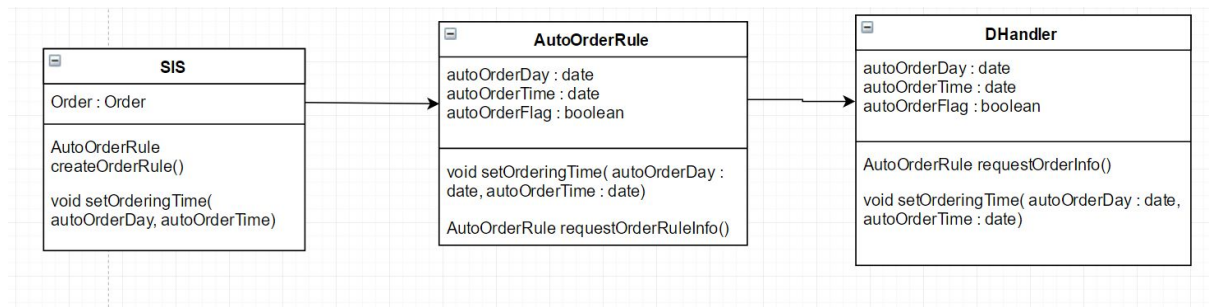 SIS
Order : Order
AutoOrderRule
createOrderRule()
void setOrderingTime(
autoOrderDay, autoOrderTime)
AutoOrderRule
autoOrderDay : date
autoOrderTime : date
autoOrderFlag : boolean
void setOrderingTime( autoOrderDay :
date, autoOrderTime : date)
AutoOrderRule requestOrderRuleInfo()
DHandler
autoOrderDay : date
autoOrderTime : date
autoOrderFlag : boolean
AutoOrderRule requestOrderInfo()
void setOrderingTime( autoOrderDay : date,
autoOrderTime : date)